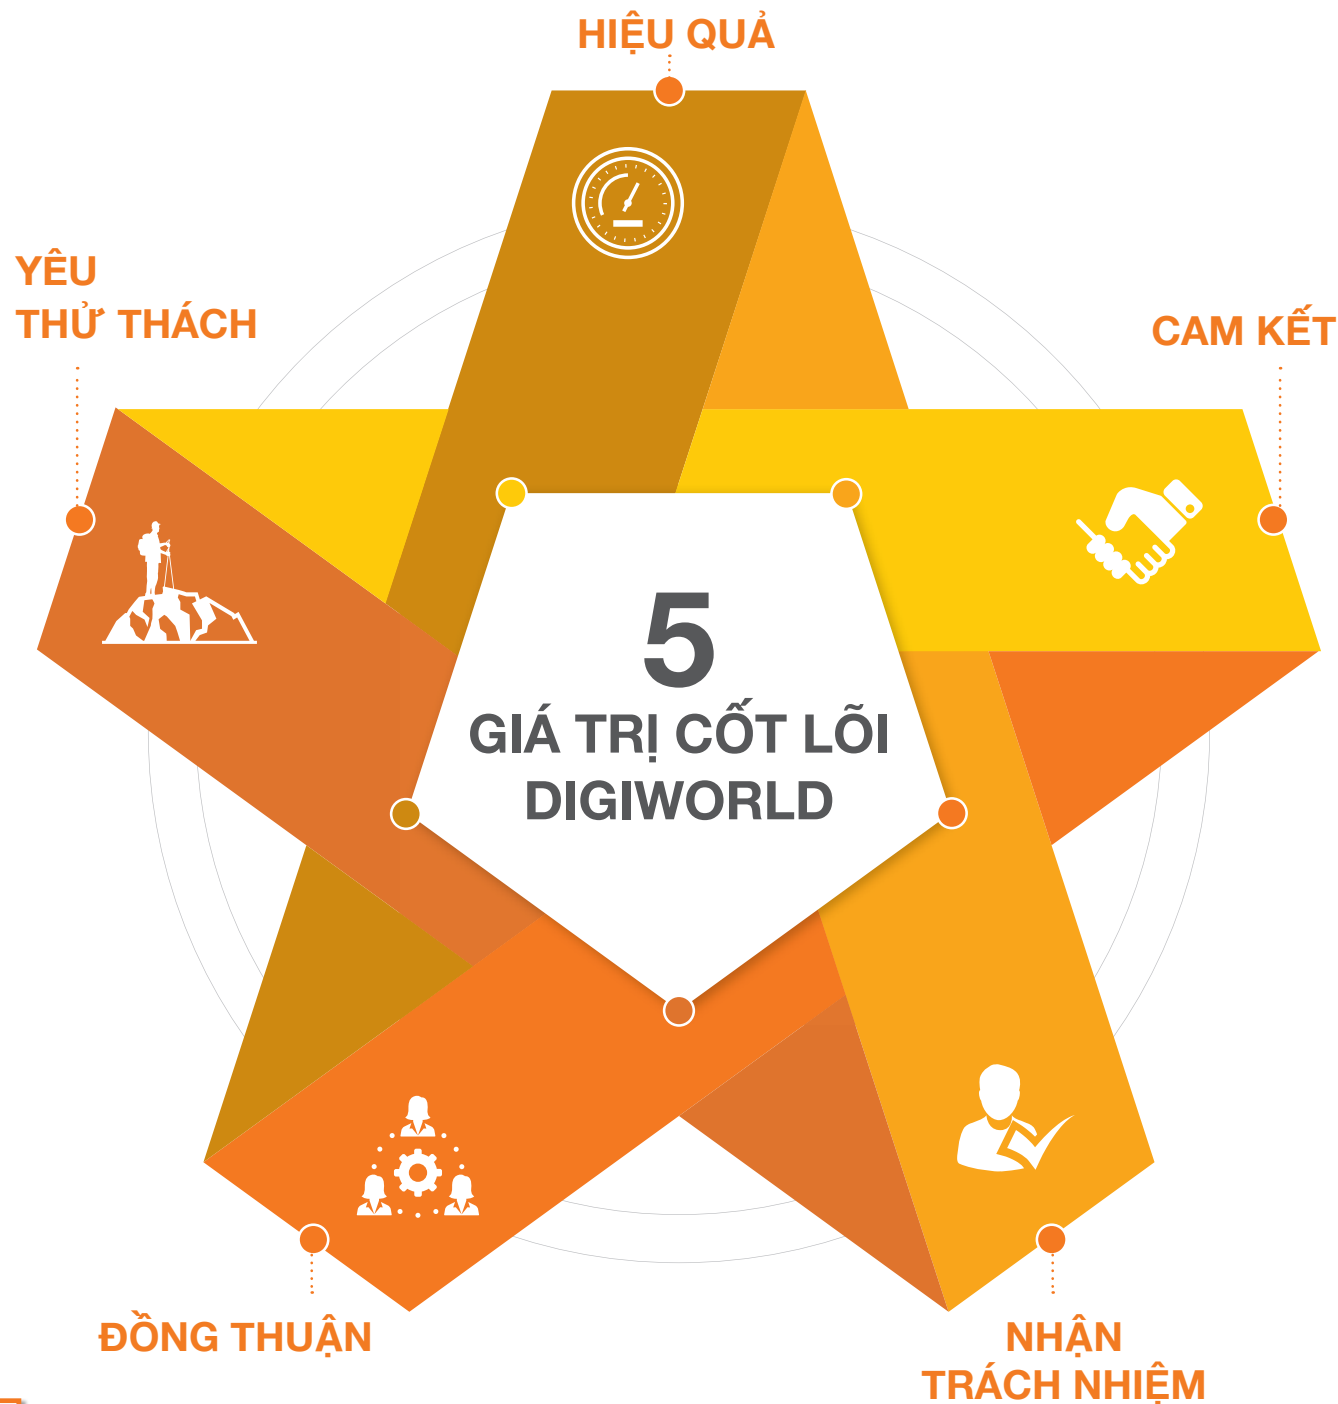 HIỆU QUẢ
YÊU
THỬ THÁCH
CAM KẾT
5
GIÁ TRỊ CỐT LÕI
DIGIWORLD
ĐỒNG THUẬN
NHẬN
TRÁCH NHIỆM